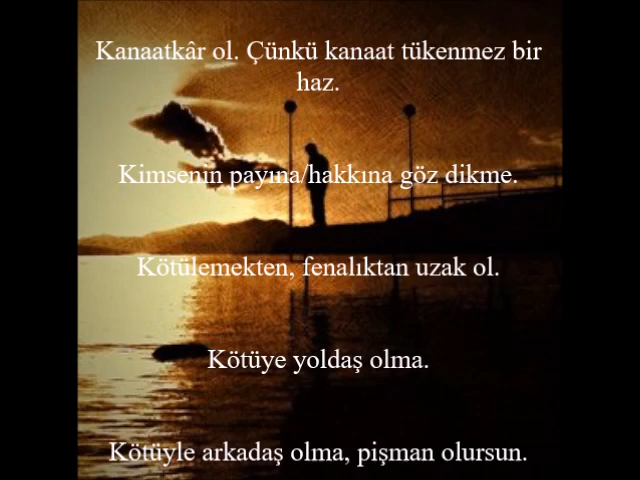 Kanaatkâr ol. Çünkü kanaat tükenmez bir
haz.
Kimsenin payına/hakkına göz dikme.
Kötülemekten, fenalıktan uzak ol.
Kötüye yoldaş olma.
Kötüyle arkadaş olma, pişman olursun.